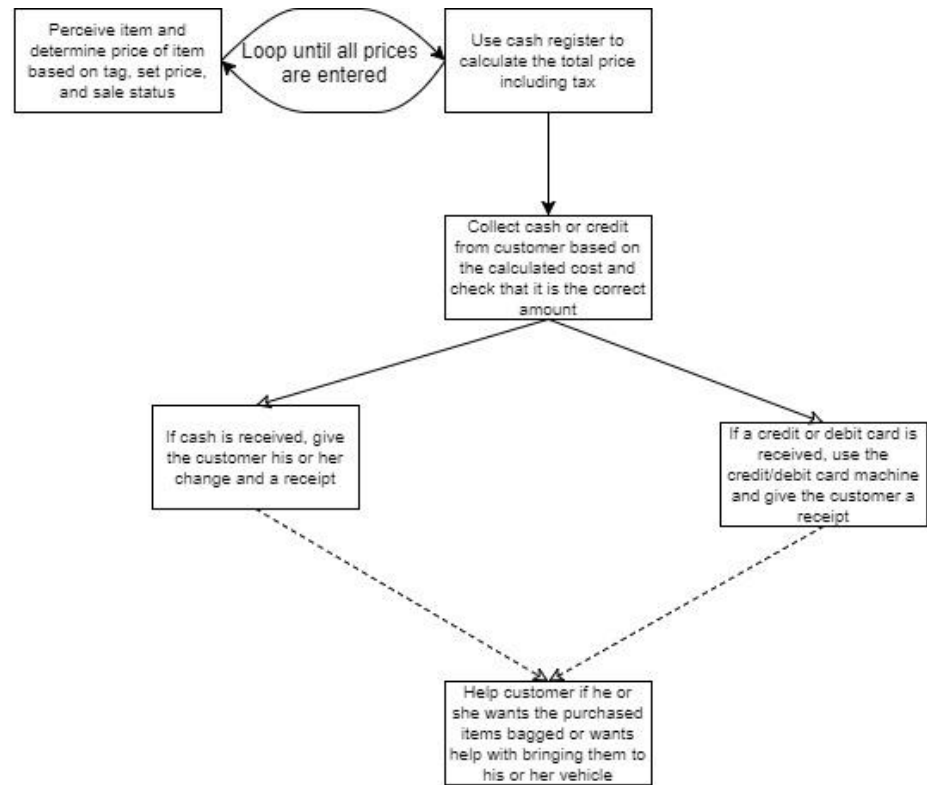 Perceive item and
determine price of item
based on tag, set price,
and sale status
Loop until all prices
are entered
Use cash register to
calculate the total price
including tax
Collect cash or credit
from customer based on
the calculated cost and
check that it is the correct
amount
If cash is received, give
the customer his or her
change and a receipt
If a credit or debit card is
received, use the
credit/debit card machine
and give the customer a
receipt
Help customer if he or
she wants the purchased
items bagged or wants
help with bringing them to
his or her vehicle